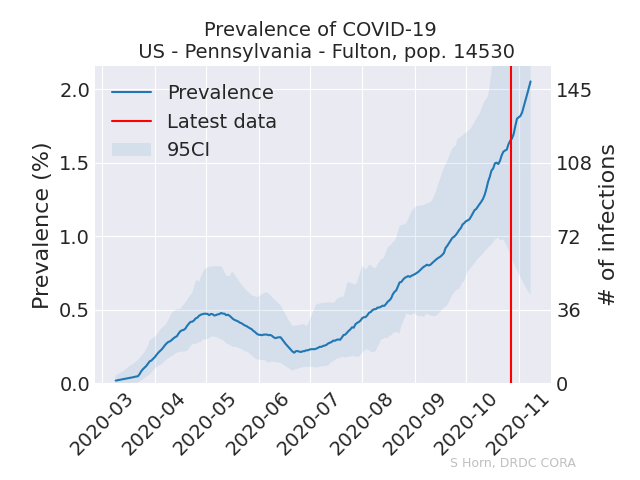 Prevalence of COVID-19
US - Pennsylvania - Fulton, pop. 14530
Prevalence
Latest data
95CI
Prevalence (%)
2.0
1.5
1.0
0.5
0.0
145
108
72
36
0
# of infections
2020-03
2020-04
2020-05
2020-06
2020-07
2020-08
2020-09
2020-10
2020-11
S Horn, DRDC CORA